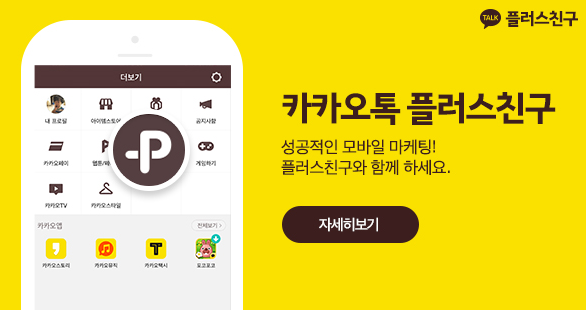 TALK 플러스친구
더보기
내 프로필
아이템스토어
공지사항
카카오페이
게임하기
카카오TV
카카오스타일
카카오앱
전체보기 >
카카오스토리
카카오뮤직
카카오택시
포코포코
카카오톡 플러스친구
성공적인 모바일 마케팅!
플러스친구와 함께 하세요.
자세히보기